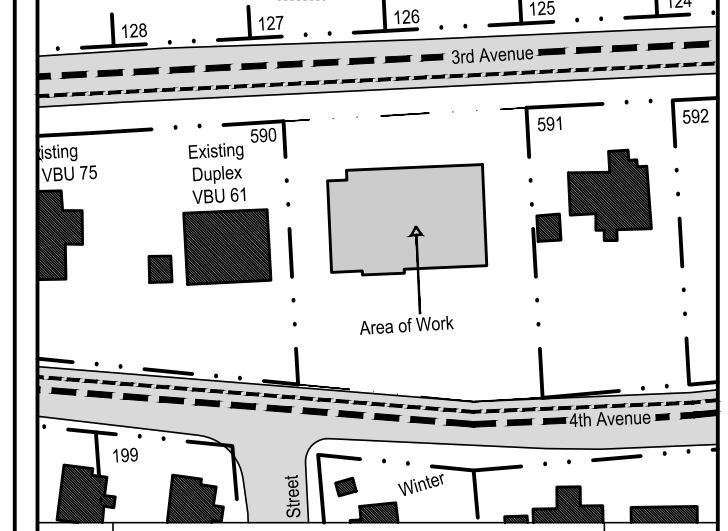 128
127
126
125
124
3rd Avenue
590
591
592
Existing
Duplex
VBU 61
VBU 75
Area of Work
4th Avenue
199
Street
Winter